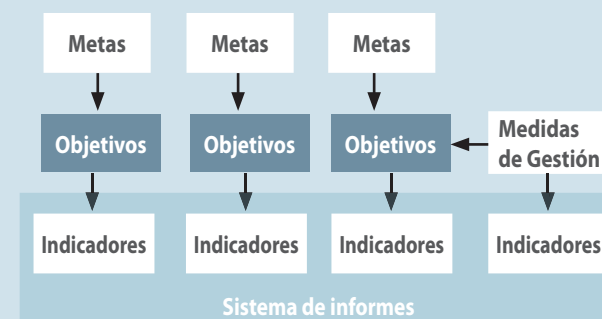 Metas
Metas
Metas
Objetivos
Objetivos
Objetivos
Medidas
de Gestión
Indicadores
Indicadores
Indicadores
Indicadores
Sistema de informes